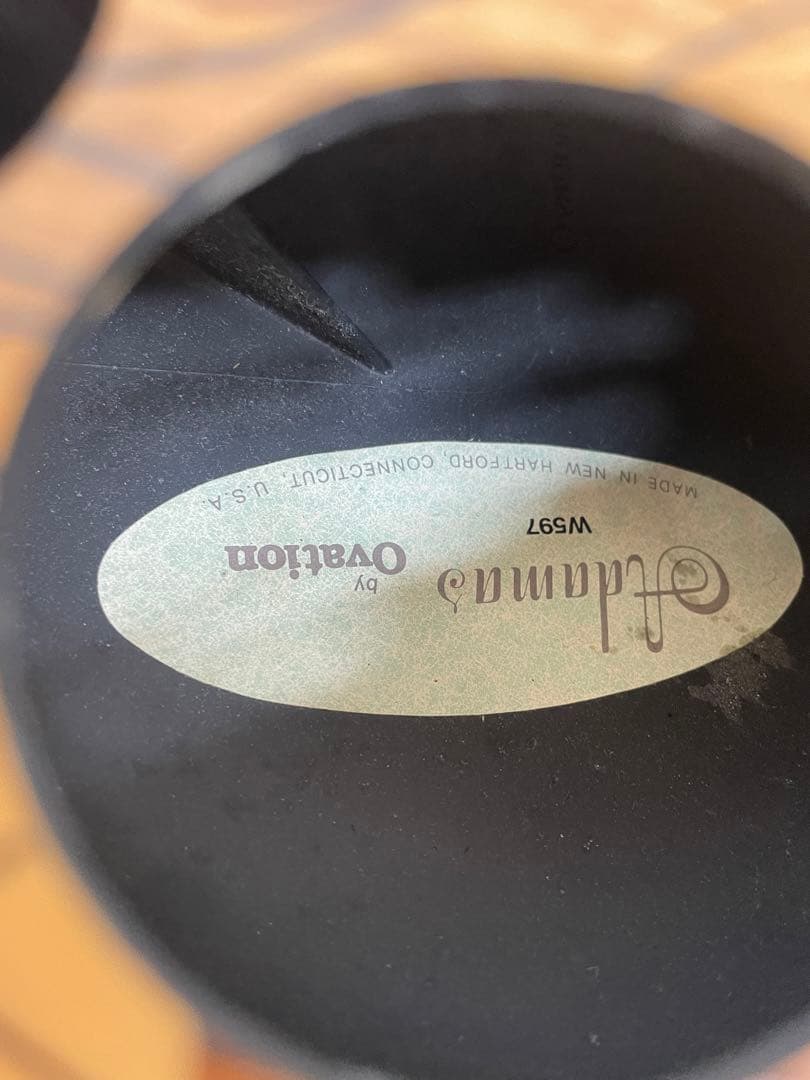 Adamas by Ovation
W597
MADE IN NEW HARTFORD, CONNECTICUT, U.S.A.